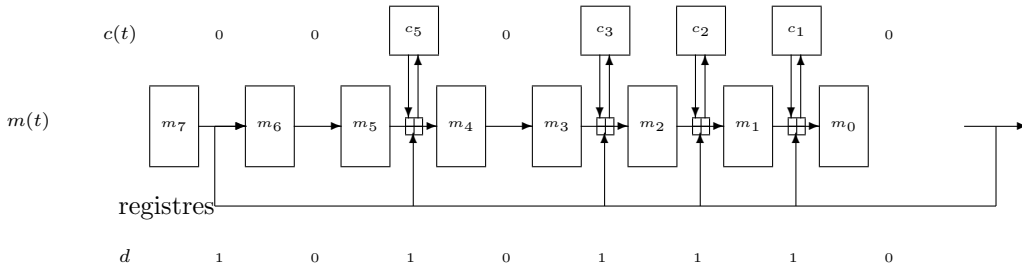 c(t) 0 0 c₅ 0 c₃ c₂ c₁ 0
m(t) m₇ m₆ m₅ m₄ m₃ m₂ m₁ m₀
registres
d 1 0 1 0 1 1 1 0